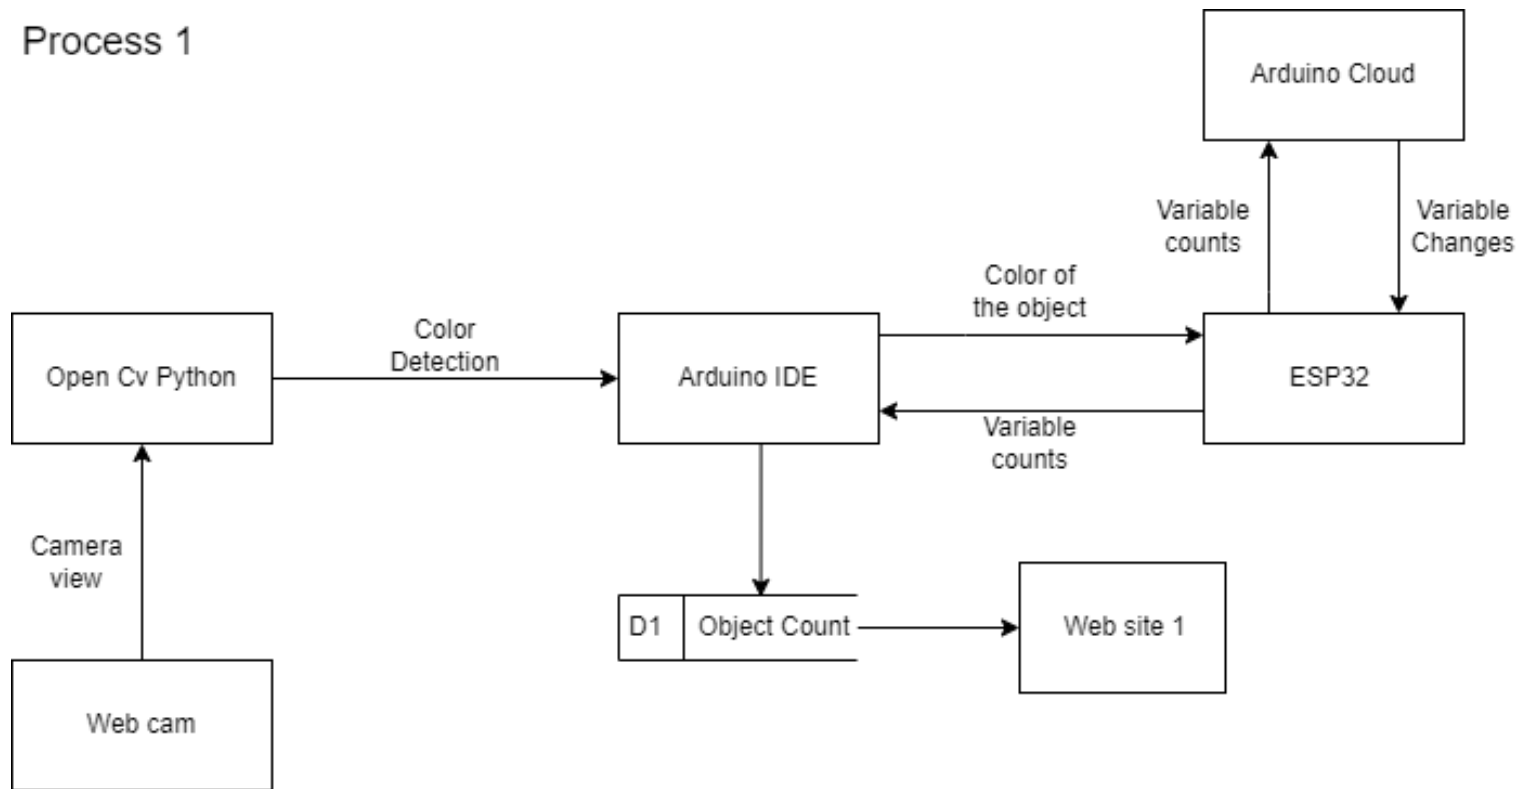 Process 1
Arduino Cloud
Variable
counts
Variable
Changes
Color of
the object
Color
Detection
Open Cv Python
Arduino IDE
ESP32
Variable
counts
Camera
view
D1
Object Count
Web site 1
Web cam